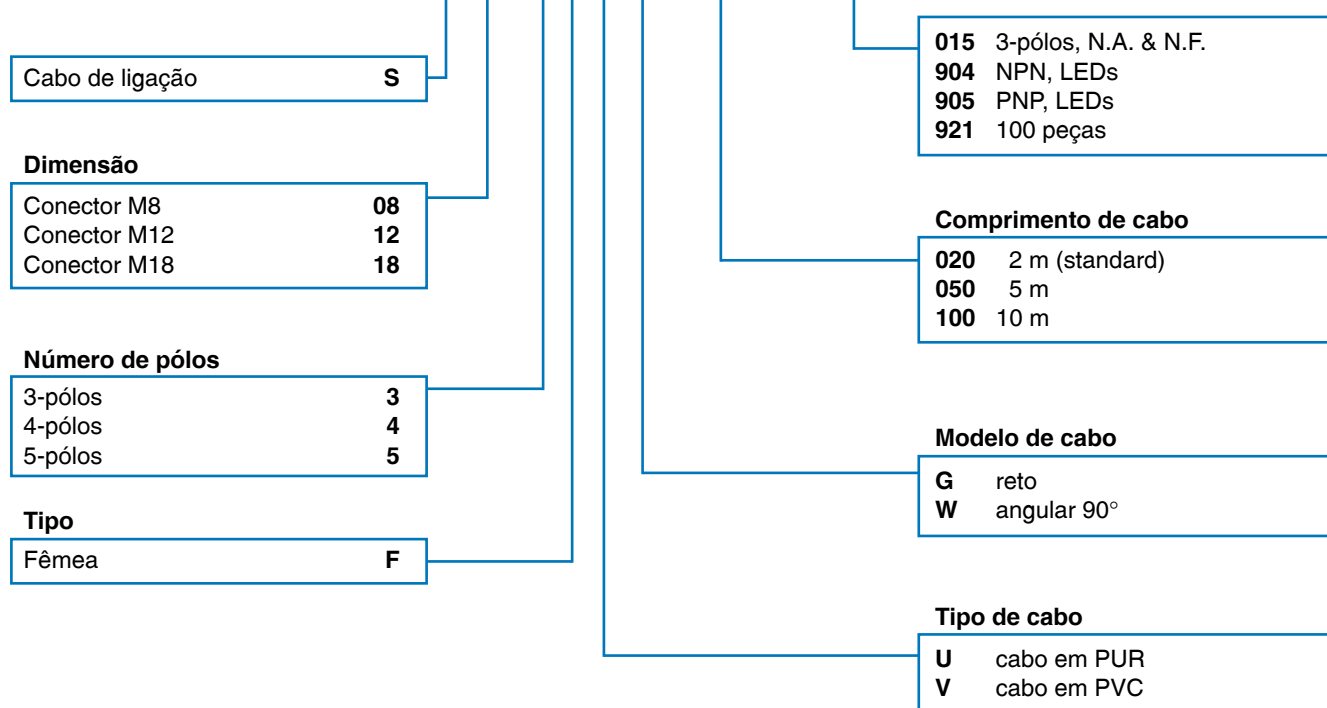 Cabo de ligação S
Dimensão
Conector M8 08
Conector M12 12
Conector M18 18
Número de pólos
3-pólos 3
4-pólos 4
5-pólos 5
Tipo
Fêmea F
015 3-pólos, N.A. & N.F.
904 NPN, LEDs
905 PNP, LEDs
921 100 peças
Comprimento de cabo
020 2 m (standard)
050 5 m
100 10 m
Modelo de cabo
G reto
W angular 90°
Tipo de cabo
U cabo em PUR
V cabo em PVC